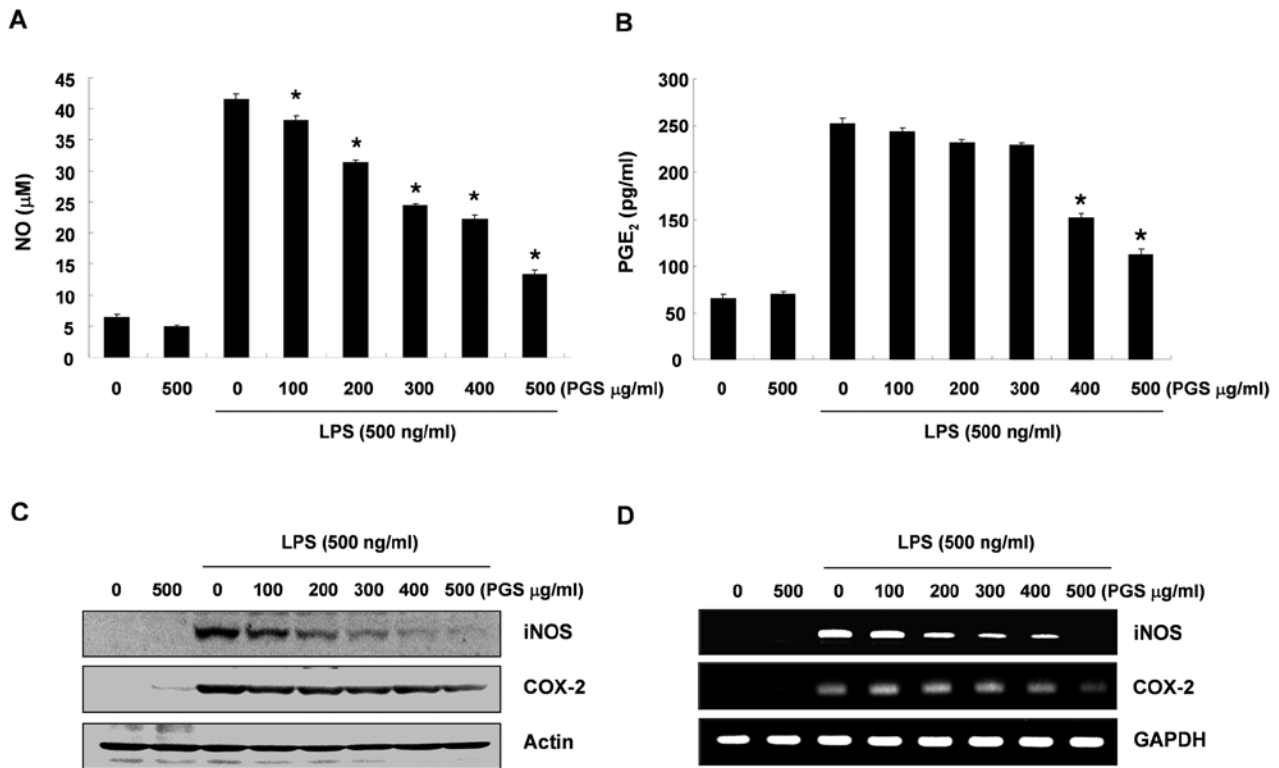 A
NO (μM)
45
40
35
30
25
20
15
10
5
0
*
*
*
*
*
0 500 0 100 200 300 400 500 (PGS μg/ml)
LPS (500 ng/ml)
B
PGE2 (pg/ml)
300
250
200
150
100
50
0
*
*
0 500 0 100 200 300 400 500 (PGS μg/ml)
LPS (500 ng/ml)
C
LPS (500 ng/ml)
0 500 0 100 200 300 400 500 (PGS μg/ml)
iNOS
COX-2
Actin
D
LPS (500 ng/ml)
0 500 0 100 200 300 400 500 (PGS μg/ml)
iNOS
COX-2
GAPDH